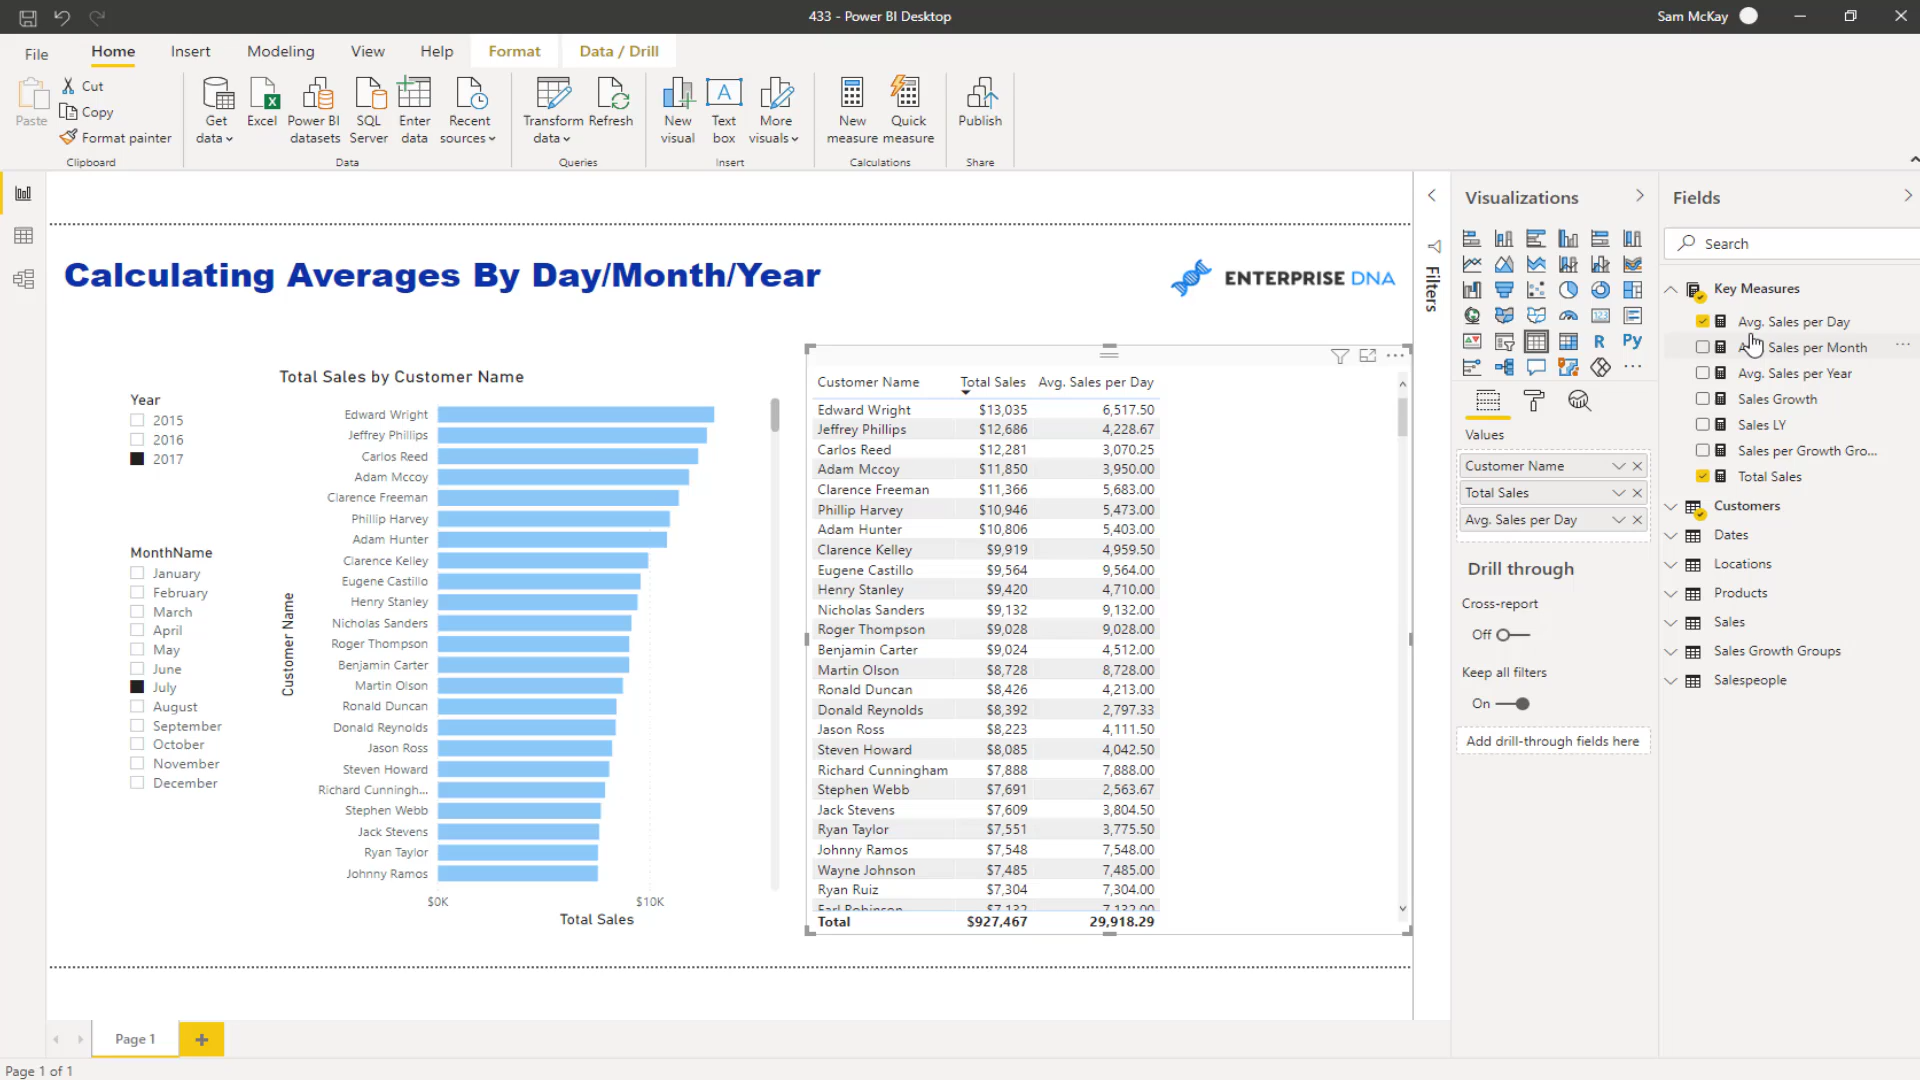 433 - Power BI Desktop
Sam McKay
File
Home
Insert
Modeling
View
Help
Format
Data / Drill
Paste
Cut
Copy
Format painter
Clipboard
Get data
Excel
Power BI datasets
SQL Server
Enter data
Recent sources
Data
Transform data
Refresh
Queries
New visual
Text box
More visuals
Insert
New measure
Quick measure
Calculations
Publish
Share
Calculating Averages By Day/Month/Year
ENTERPRISE DNA
Year
2015
2016
2017
MonthName
January
February
March
April
May
June
July
August
September
October
November
December
Total Sales by Customer Name
Customer Name
Edward Wright
Jeffrey Phillips
Carlos Reed
Adam Mccoy
Clarence Freeman
Phillip Harvey
Adam Hunter
Clarence Kelley
Eugene Castillo
Henry Stanley
Nicholas Sanders
Roger Thompson
Benjamin Carter
Martin Olson
Ronald Duncan
Donald Reynolds
Jason Ross
Steven Howard
Richard Cunningh...
Stephen Webb
Jack Stevens
Ryan Taylor
Johnny Ramos
$0K
$10K
Total Sales
Customer Name Total Sales Avg. Sales per Day
Edward Wright $13,035 6,517.50
Jeffrey Phillips $12,686 4,228.67
Carlos Reed $12,281 3,070.25
Adam Mccoy $11,850 3,950.00
Clarence Freeman $11,366 5,683.00
Phillip Harvey $10,946 5,473.00
Adam Hunter $10,806 5,403.00
Clarence Kelley $9,919 4,959.50
Eugene Castillo $9,564 9,564.00
Henry Stanley $9,420 4,710.00
Nicholas Sanders $9,132 9,132.00
Roger Thompson $9,028 9,028.00
Benjamin Carter $9,024 4,512.00
Martin Olson $8,728 8,728.00
Ronald Duncan $8,426 4,213.00
Donald Reynolds $8,392 2,797.33
Jason Ross $8,223 4,111.50
Steven Howard $8,085 4,042.50
Richard Cunningham $7,888 7,888.00
Stephen Webb $7,691 2,563.67
Jack Stevens $7,609 3,804.50
Ryan Taylor $7,551 3,775.50
Johnny Ramos $7,548 7,548.00
Wayne Johnson $7,485 7,485.00
Ryan Ruiz $7,304 7,304.00
Earl Robinson $7,132 7,132.00
Total $927,467 29,918.29
Filters
Visualizations
R
Py
Values
Customer Name
Total Sales
Avg. Sales per Day
Drill through
Cross-report
Off
Keep all filters
On
Add drill-through fields here
Fields
Search
Key Measures
Avg. Sales per Day
Sales per Month
Avg. Sales per Year
Sales Growth
Sales LY
Sales per Growth Gro...
Total Sales
Customers
Dates
Locations
Products
Sales
Sales Growth Groups
Salespeople
Page 1
Page 1 of 1